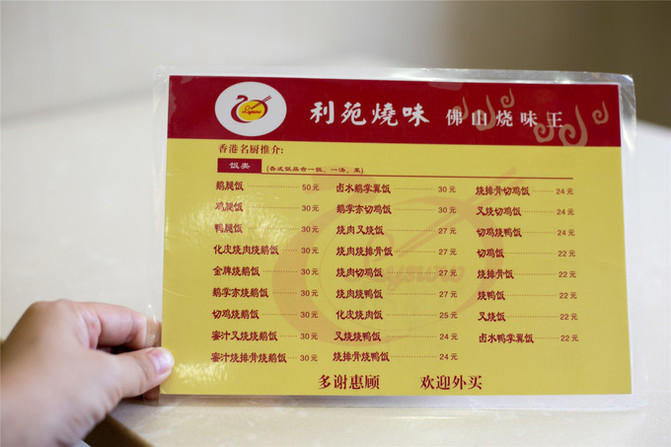 利苑燒味 佛山烧味王
香港名厨推介:
饭类 (各式饭品含一饭、一汤、菜)
鹅腿饭 50元
鸡腿饭 30元
鸭腿饭 30元
化皮烧肉烧鹅饭 30元
金牌烧鹅饭 30元
鹅掌亦烧鹅饭 30元
切鸡烧鹅饭 30元
蜜汁叉烧烧鹅饭 30元
蜜汁烧排骨烧鹅饭 30元
卤水鹅掌翼饭 30元
鹅掌亦切鸡饭 30元
烧肉叉烧饭 27元
烧肉烧排骨饭 27元
烧肉切鸡饭 27元
烧肉烧鸭饭 27元
化皮烧肉饭 25元
叉烧烧鸭饭 24元
烧排骨烧鸭饭 24元
烧排骨切鸡饭 24元
叉烧切鸡饭 24元
切鸡烧鸭饭 24元
切鸡饭 22元
烧排骨饭 22元
烧鸭饭 22元
叉烧饭 22元
卤水鸭掌翼饭 22元
多谢惠顾 欢迎外买